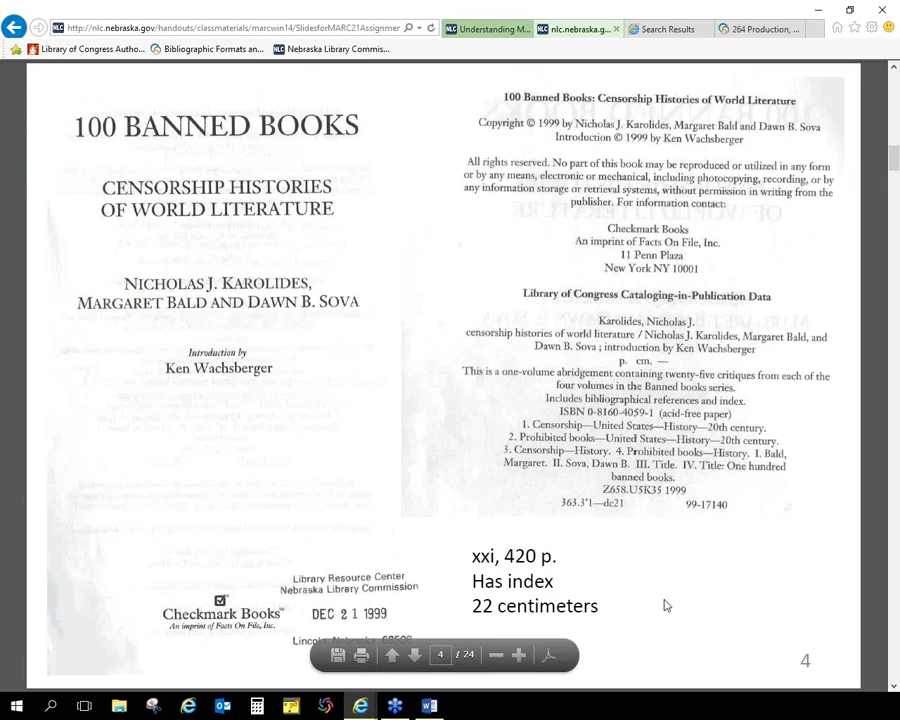 http://nlc.nebraska.gov/handouts/classmaterials/marcwin14/SlidesforMARC21Assignmer
Understanding M...
nlc.nebraska.g...
Search Results
264 Production, ...
Library of Congress Autho...
Bibliographic Formats an...
Nebraska Library Commis...
100 BANNED BOOKS
CENSORSHIP HISTORIES
OF WORLD LITERATURE
NICHOLAS J. KAROLIDES,
MARGARET BALD AND DAWN B. SOVA
Introduction by
Ken Wachsberger
Checkmark Books™
An imprint of Facts On File, Inc.
Library Resource Center
Nebraska Library Commission
DEC 21 1999
Lincoln, Nebraska
100 Banned Books: Censorship Histories of World Literature
Copyright © 1999 by Nicholas J. Karolides, Margaret Bald and Dawn B. Sova
Introduction © 1999 by Ken Wachsberger
All rights reserved. No part of this book may be reproduced or utilized in any form
or by any means, electronic or mechanical, including photocopying, recording, or by
any information storage or retrieval systems, without permission in writing from the
publisher. For information contact:
Checkmark Books
An imprint of Facts On File, Inc.
11 Penn Plaza
New York NY 10001
Library of Congress Cataloging-in-Publication Data
Karolides, Nicholas J.
censorship histories of world literature / Nicholas J. Karolides, Margaret Bald, and
Dawn B. Sova ; introduction by Ken Wachsberger
p. cm. —
This is a one-volume abridgement containing twenty-five critiques from each of the
four volumes in the Banned books series.
Includes bibliographical references and index.
ISBN 0-8160-4059-1 (acid-free paper)
1. Censorship—United States—History—20th century.
2. Prohibited books—United States—History—20th century.
3. Censorship—History. 4. Prohibited books—History. I. Bald,
Margaret. II. Sova, Dawn B. III. Title. IV. Title: One hundred
banned books.
Z658.U5K35 1999
363.3'1—dc21 99-17140
xxi, 420 p.
Has index
22 centimeters
4 / 24
4